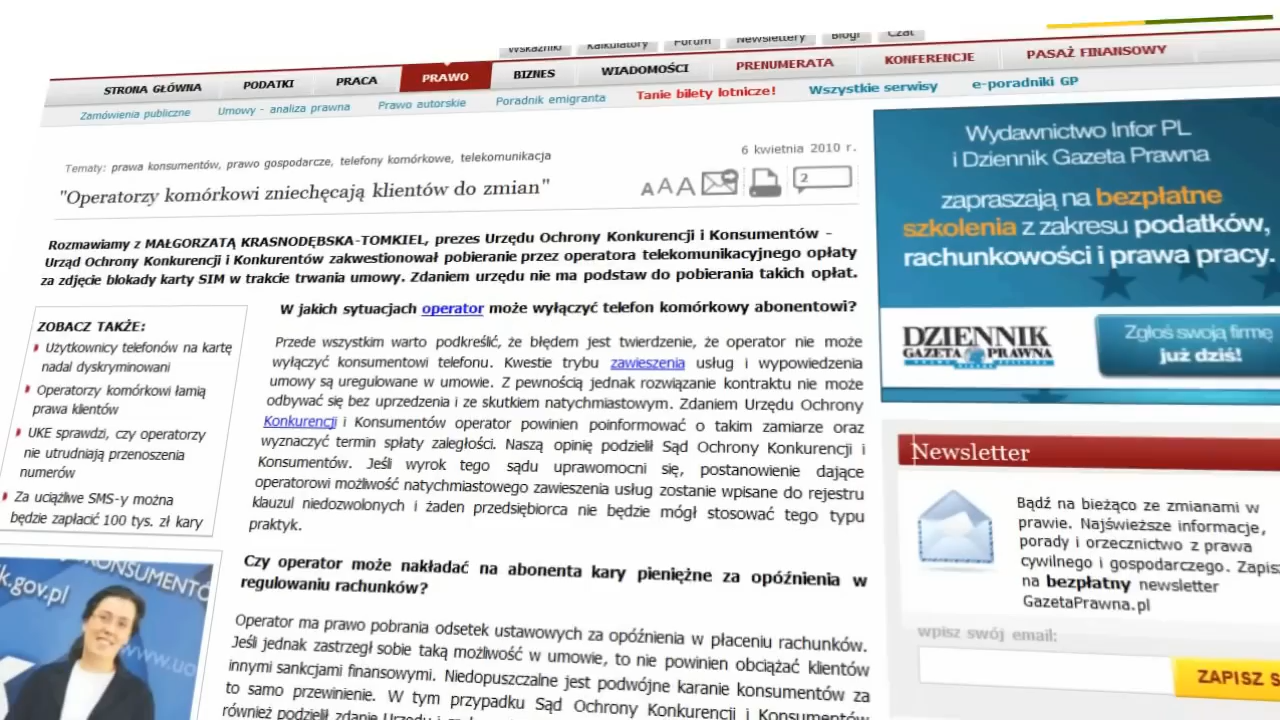 Wskaźniki Kalkulatory Forum Newslettery Blogi Czat
STRONA GŁÓWNA PODATKI PRACA PRAWO BIZNES WIADOMOŚCI PRENUMERATA KONFERENCJE PASAŻ FINANSOWY
Zamówienia publiczne Umowy - analiza prawna Prawo autorskie Poradnik emigranta Tanie bilety lotnicze! Wszystkie serwisy e-poradniki GP
Tematy: prawa konsumentów, prawo gospodarcze, telefony komórkowe, telekomunikacja
6 kwietnia 2010 r.
"Operatorzy komórkowi zniechęcają klientów do zmian"
A A A 2
Rozmawiamy z MAŁGORZATĄ KRASNODĘBSKA-TOMKIEL, prezes Urzędu Ochrony Konkurencji i Konsumentów –
Urząd Ochrony Konkurencji i Konkurentów zakwestionował pobieranie przez operatora telekomunikacyjnego opłaty
za zdjęcie blokady karty SIM w trakcie trwania umowy. Zdaniem urzędu nie ma podstaw do pobierania takich opłat.
ZOBACZ TAKŻE:
Użytkownicy telefonów na kartę
nadal dyskryminowani
Operatorzy komórkowi łamią
prawa klientów
UKE sprawdzi, czy operatorzy
nie utrudniają przenoszenia
numerów
Za uciążliwe SMS-y można
będzie zapłacić 100 tys. zł kary
W jakich sytuacjach operator może wyłączyć telefon komórkowy abonentowi?
Przede wszystkim warto podkreślić, że błędem jest twierdzenie, że operator nie może
wyłączyć konsumentowi telefonu. Kwestie trybu zawieszenia usług i wypowiedzenia
umowy są uregulowane w umowie. Z pewnością jednak rozwiązanie kontraktu nie może
odbywać się bez uprzedzenia i ze skutkiem natychmiastowym. Zdaniem Urzędu Ochrony
Konkurencji i Konsumentów operator powinien poinformować o takim zamiarze oraz
wyznaczyć termin spłaty zaległości. Naszą opinię podzielił Sąd Ochrony Konkurencji i
Konsumentów. Jeśli wyrok tego sądu uprawomocni się, postanowienie dające
operatorowi możliwość natychmiastowego zawieszenia usług zostanie wpisane do rejestru
klauzul niedozwolonych i żaden przedsiębiorca nie będzie mógł stosować tego typu
praktyk.
Czy operator może nakładać na abonenta kary pieniężne za opóźnienia w
regulowaniu rachunków?
Operator ma prawo pobrania odsetek ustawowych za opóźnienia w płaceniu rachunków.
Jeśli jednak zastrzegł sobie taką możliwość w umowie, to nie powinien obciążać klientów
innymi sankcjami finansowymi. Niedopuszczalne jest podwójne karanie konsumentów za
to samo przewinienie. W tym przypadku Sąd Ochrony Konkurencji i Konsumentów
również podzielił zdanie Urzędu i
k.gov.pl
KONSUMENTÓ
www.uo
Wydawnictwo Infor PL
i Dziennik Gazeta Prawna
zapraszają na bezpłatne
szkolenia z zakresu podatków,
rachunkowości i prawa pracy.
DZIENNIK
GAZETA PRAWNA
Zgłoś swoją firmę
już dziś!
Newsletter
Bądź na bieżąco ze zmianami w
prawie. Najświeższe informacje,
porady i orzecznictwo z prawa
cywilnego i gospodarczego. Zapisz
na bezpłatny newsletter
GazetaPrawna.pl
wpisz swój email:
ZAPISZ S